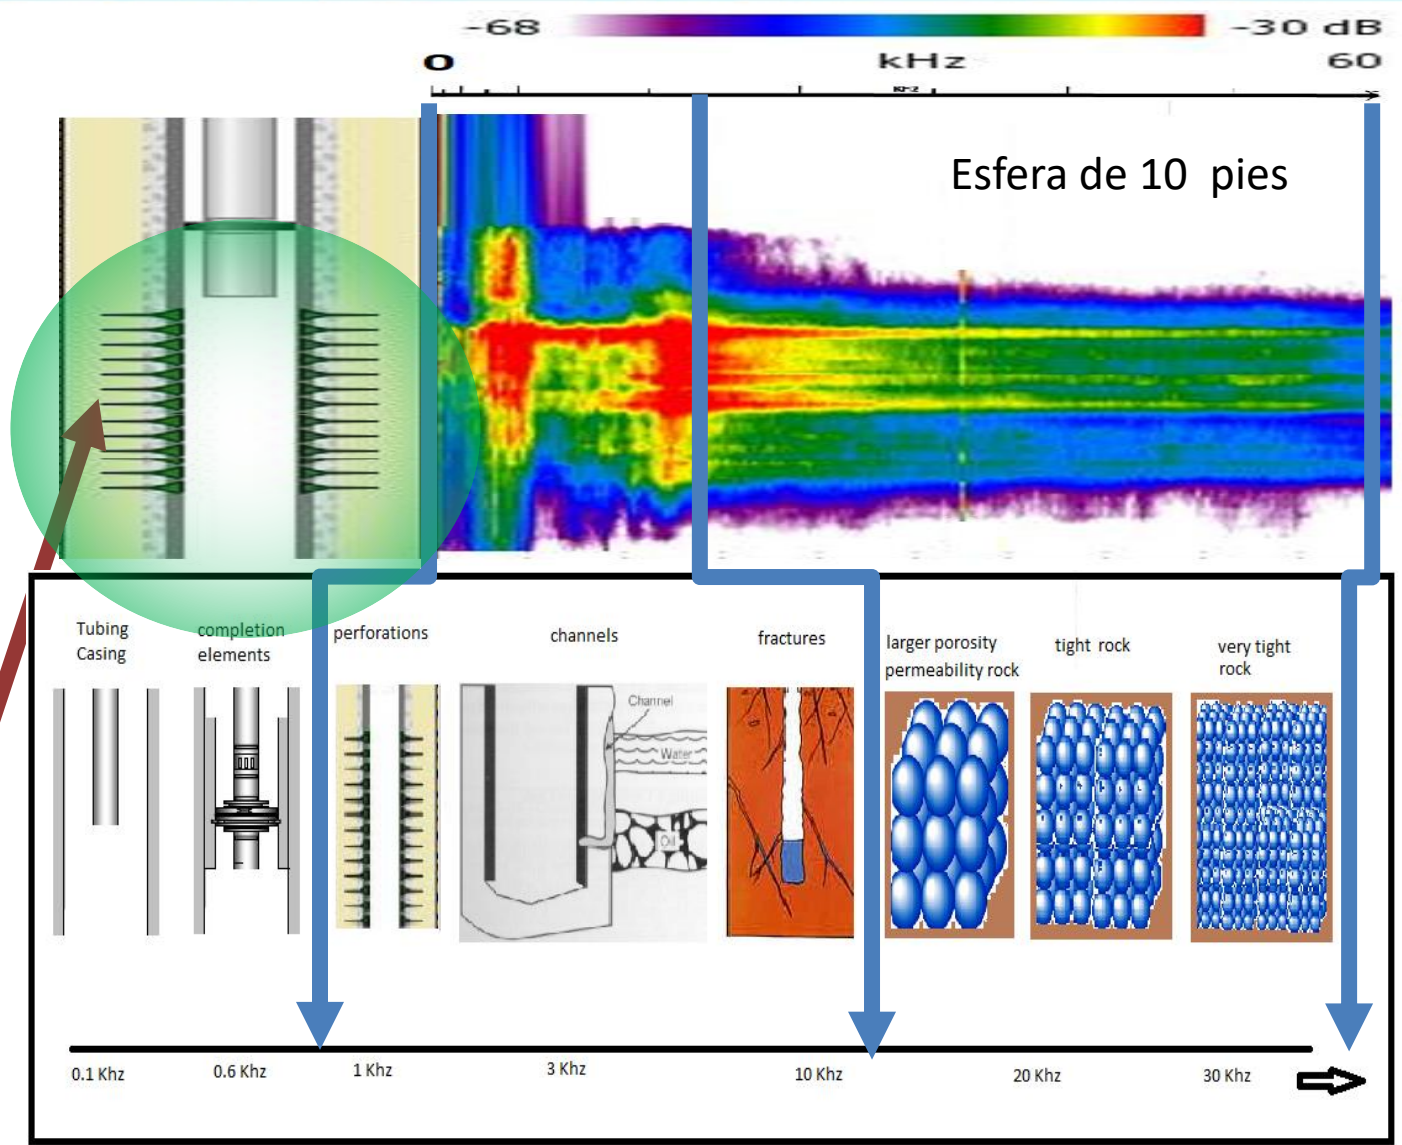 -68
-30 dB
0
kHz
60
KHz
Esfera de 10 pies
Tubing
Casing
completion
elements
perforations
channels
fractures
larger porosity
permeability rock
tight rock
very tight
rock
Channel
Water
Oil
0.1 Khz
0.6 Khz
1 Khz
3 Khz
10 Khz
20 Khz
30 Khz